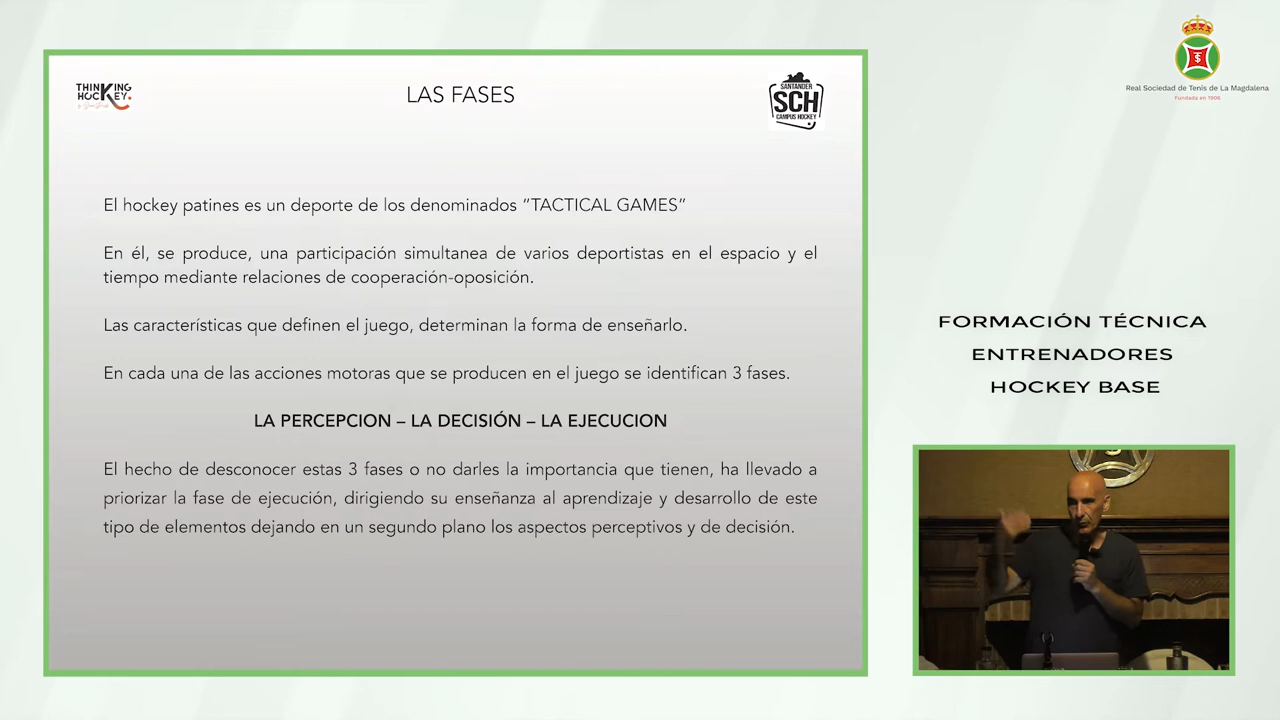 THINKING
HOCKEY.
LAS FASES
SANTANDER
SCH
CAMPUS HOCKEY
Real Sociedad de Tenis de La Magdalena
Fundada en 1906
El hockey patines es un deporte de los denominados “TACTICAL GAMES”
En él, se produce, una participación simultanea de varios deportistas en el espacio y el
tiempo mediante relaciones de cooperación-oposición.
Las características que definen el juego, determinan la forma de enseñarlo.
En cada una de las acciones motoras que se producen en el juego se identifican 3 fases.
LA PERCEPCION – LA DECISIÓN – LA EJECUCION
El hecho de desconocer estas 3 fases o no darles la importancia que tienen, ha llevado a
priorizar la fase de ejecución, dirigiendo su enseñanza al aprendizaje y desarrollo de este
tipo de elementos dejando en un segundo plano los aspectos perceptivos y de decisión.
FORMACIÓN TÉCNICA
ENTRENADORES
HOCKEY BASE